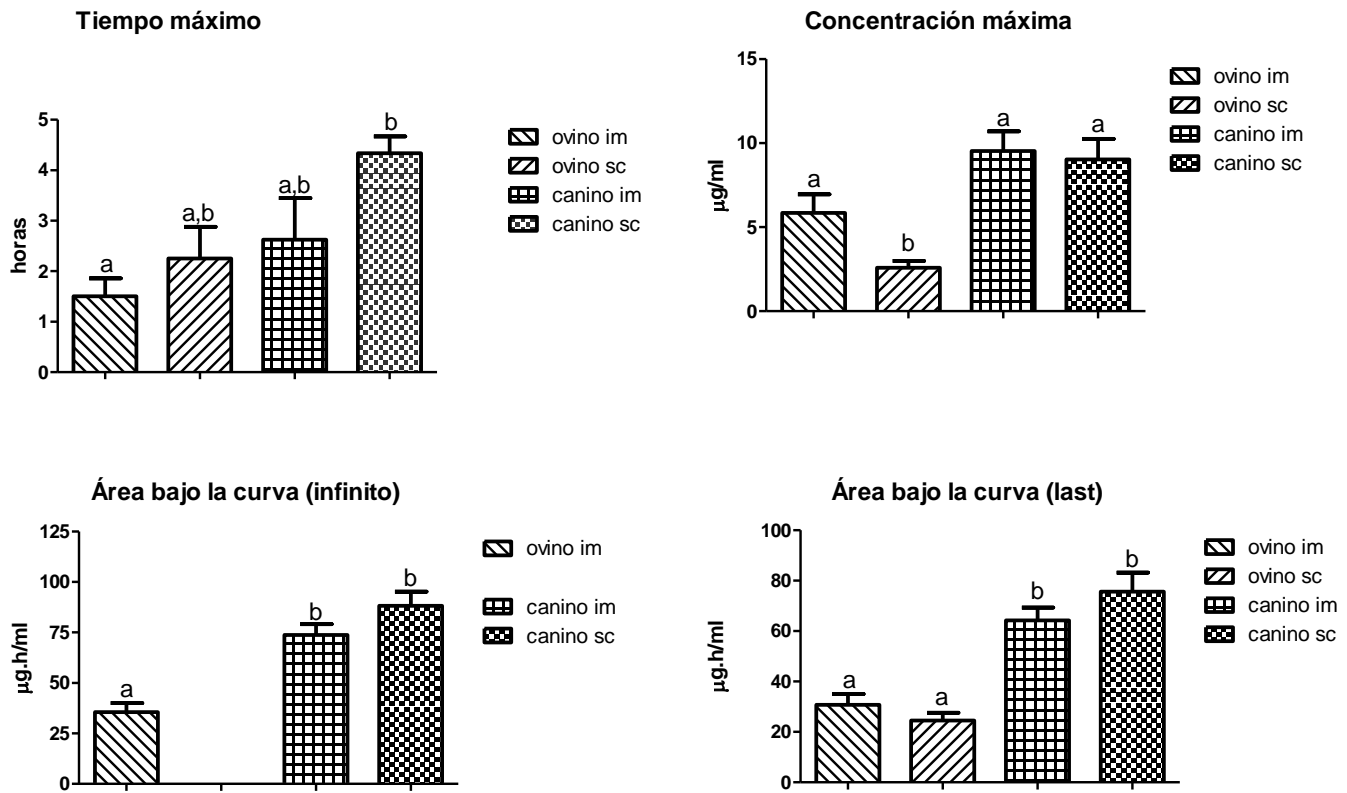 Tiempo máximo
5
4
3
2
1
0
horas
a
a,b
a,b
b
ovino im
ovino sc
canino im
canino sc
Concentración máxima
15
10
5
0
µg/ml
a
b
a
a
ovino im
ovino sc
canino im
canino sc
Área bajo la curva (infinito)
125
100
75
50
25
0
µg.h/ml
a
b
b
ovino im
canino im
canino sc
Área bajo la curva (last)
100
80
60
40
20
0
µg.h/ml
a
a
b
b
ovino im
ovino sc
canino im
canino sc